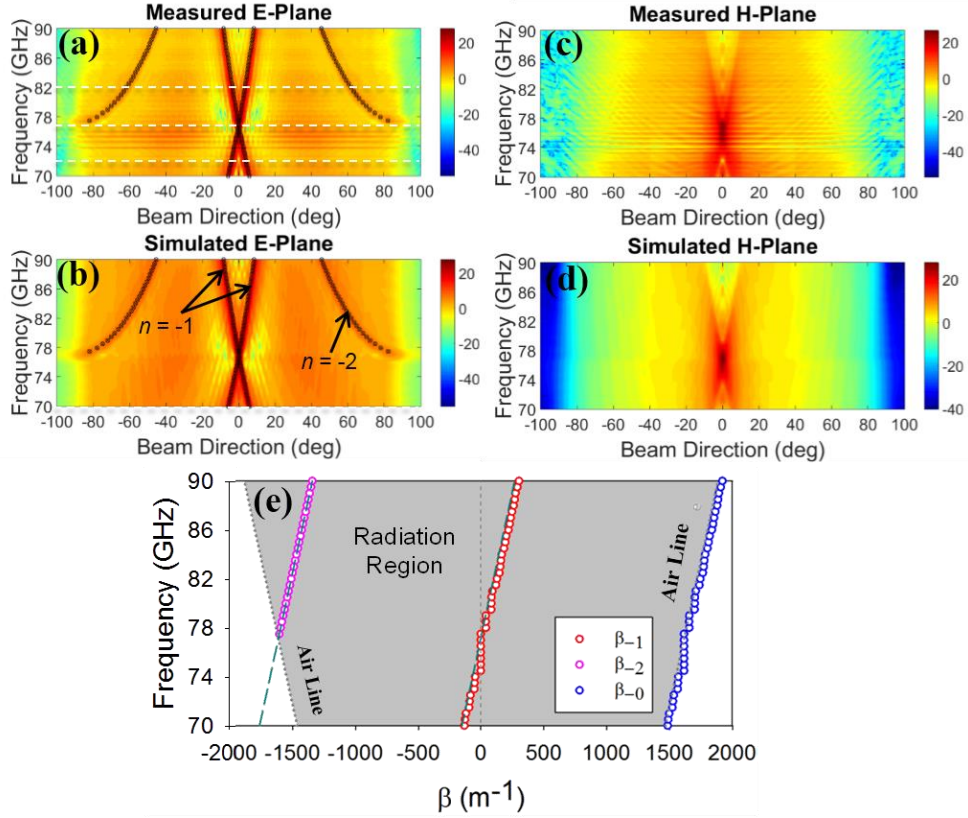 Measured E-Plane
(a)
Frequency (GHz)
90
86
82
78
74
70
-100 -80 -60 -40 -20 0 20 40 60 80 100
Beam Direction (deg)
20
0
-20
-40
Measured H-Plane
(c)
Frequency (GHz)
90
86
82
78
74
70
-100 -80 -60 -40 -20 0 20 40 60 80 100
Beam Direction (deg)
20
0
-20
-40
Simulated E-Plane
(b)
n = -1
n = -2
Frequency (GHz)
90
86
82
78
74
70
-100 -80 -60 -40 -20 0 20 40 60 80 100
Beam Direction (deg)
20
0
-20
-40
Simulated H-Plane
(d)
Frequency (GHz)
90
86
82
78
74
70
-100 -80 -60 -40 -20 0 20 40 60 80 100
Beam Direction (deg)
20
0
-20
-40
(e)
Frequency (GHz)
90
86
82
78
74
70
Radiation
Region
Air Line
Air Line
β−1
β−2
β−0
-2000 -1500 -1000 -500 0 500 1000 1500 2000
β (m-1)